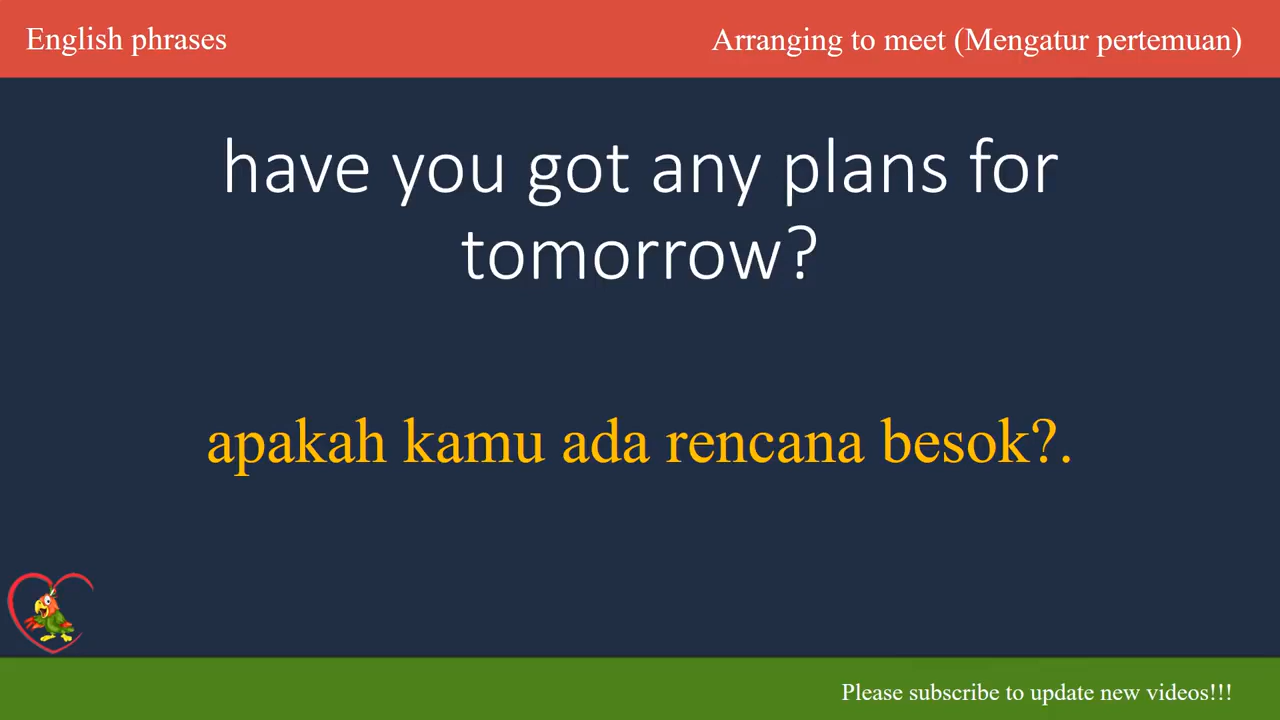 English phrases
Arranging to meet (Mengatur pertemuan)
have you got any plans for
tomorrow?
apakah kamu ada rencana besok?.
Please subscribe to update new videos!!!